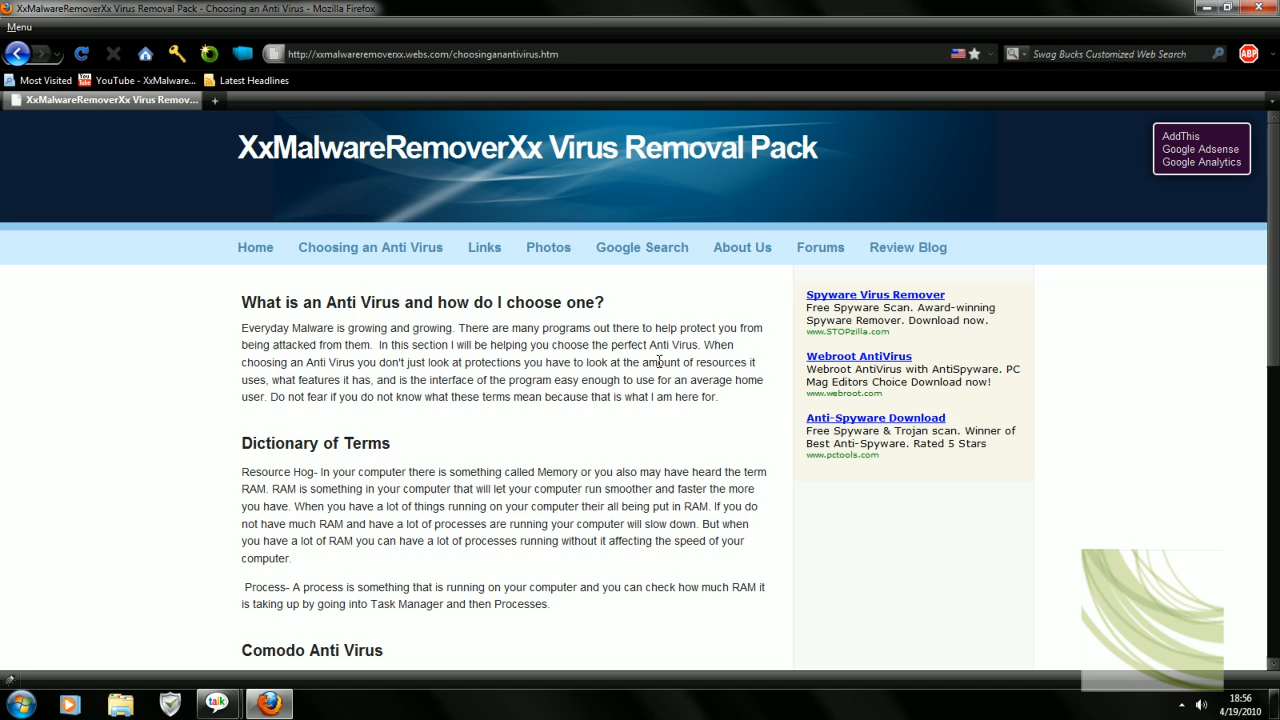 XxMalwareRemoverXx Virus Removal Pack - Choosing an Anti Virus - Mozilla Firefox
Menu
http://xxmalwareremoverxx.webs.com/choosinganantivirus.htm
Swag Bucks Customized Web Search
ABP
Most Visited
YouTube - XxMalware...
Latest Headlines
XxMalwareRemoverXx Virus Remov...
XxMalwareRemoverXx Virus Removal Pack
AddThis
Google Adsense
Google Analytics
Home
Choosing an Anti Virus
Links
Photos
Google Search
About Us
Forums
Review Blog
What is an Anti Virus and how do I choose one?
Everyday Malware is growing and growing. There are many programs out there to help protect you from
being attacked from them. In this section I will be helping you choose the perfect Anti Virus. When
choosing an Anti Virus you don't just look at protections you have to look at the amount of resources it
uses, what features it has, and is the interface of the program easy enough to use for an average home
user. Do not fear if you do not know what these terms mean because that is what I am here for.
Dictionary of Terms
Resource Hog- In your computer there is something called Memory or you also may have heard the term
RAM. RAM is something in your computer that will let your computer run smoother and faster the more
you have. When you have a lot of things running on your computer their all being put in RAM. If you do
not have much RAM and have a lot of processes are running your computer will slow down. But when
you have a lot of RAM you can have a lot of processes running without it affecting the speed of your
computer.
Process- A process is something that is running on your computer and you can check how much RAM it
is taking up by going into Task Manager and then Processes.
Comodo Anti Virus
Spyware Virus Remover
Free Spyware Scan. Award-winning
Spyware Remover. Download now.
www.STOPzilla.com
Webroot AntiVirus
Webroot AntiVirus with AntiSpyware. PC
Mag Editors Choice Download now!
www.webroot.com
Anti-Spyware Download
Free Spyware & Trojan scan. Winner of
Best Anti-Spyware. Rated 5 Stars
www.pctools.com
talk
18:56
4/19/2010